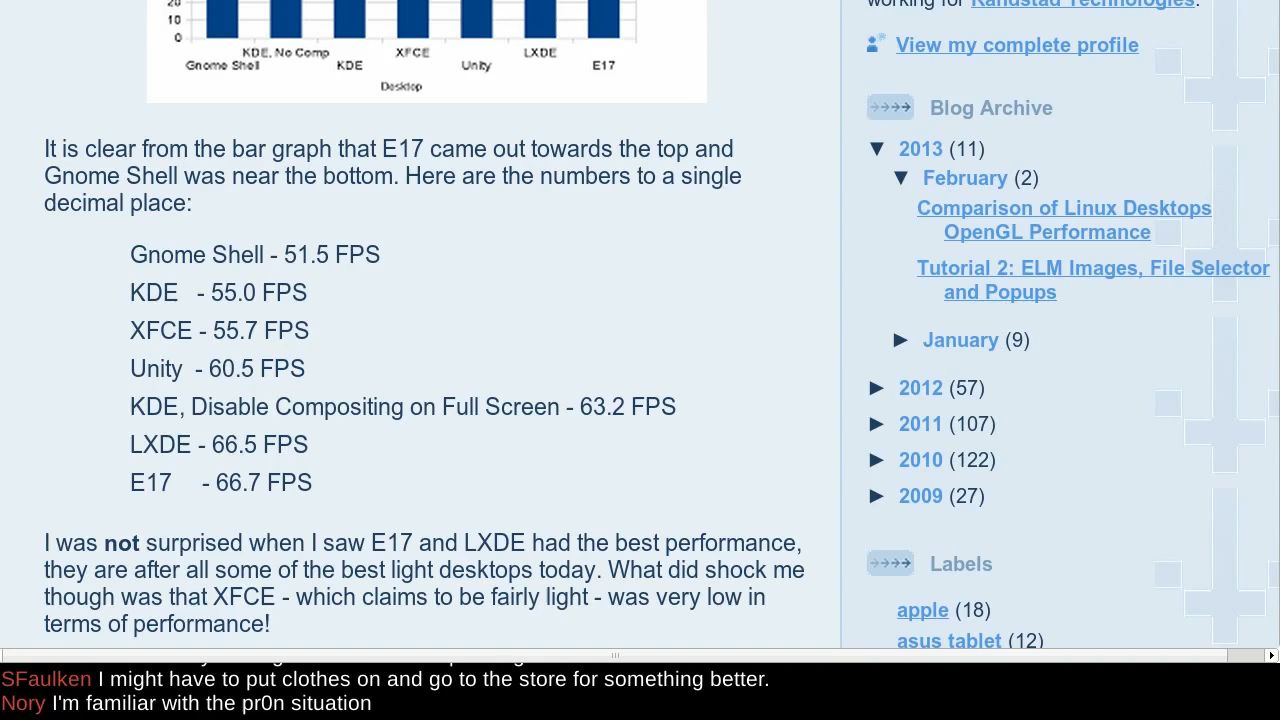 20
10
0
KDE, No Comp XFCE LXDE
Gnome Shell KDE Unity E17
Desktop
It is clear from the bar graph that E17 came out towards the top and
Gnome Shell was near the bottom. Here are the numbers to a single
decimal place:
Gnome Shell - 51.5 FPS
KDE - 55.0 FPS
XFCE - 55.7 FPS
Unity - 60.5 FPS
KDE, Disable Compositing on Full Screen - 63.2 FPS
LXDE - 66.5 FPS
E17 - 66.7 FPS
I was not surprised when I saw E17 and LXDE had the best performance,
they are after all some of the best light desktops today. What did shock me
though was that XFCE - which claims to be fairly light - was very low in
terms of performance!
working for Randstad Technologies.
View my complete profile
Blog Archive
▼ 2013 (11)
▼ February (2)
Comparison of Linux Desktops
OpenGL Performance
Tutorial 2: ELM Images, File Selector
and Popups
► January (9)
► 2012 (57)
► 2011 (107)
► 2010 (122)
► 2009 (27)
Labels
apple (18)
asus tablet (12)
SFaulken I might have to put clothes on and go to the store for something better.
Nory I'm familiar with the pr0n situation